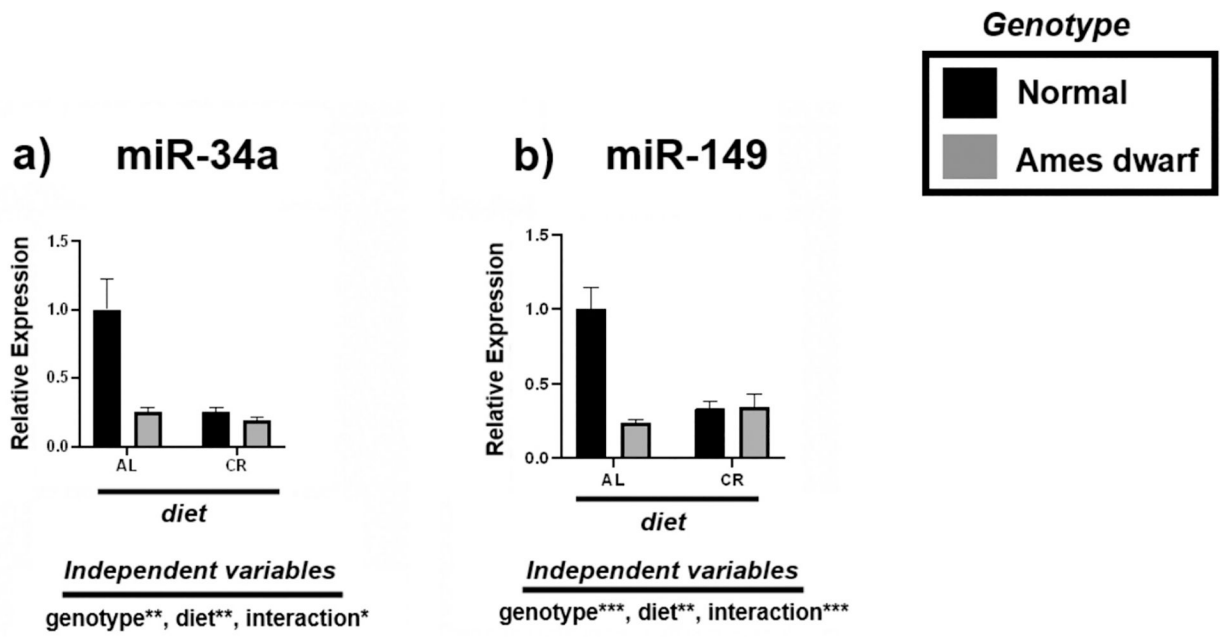 Genotype
Normal
Ames dwarf
a) miR-34a
Relative Expression
1.5
1.0
0.5
0.0
AL CR
diet
Independent variables
genotype**, diet**, interaction*
b) miR-149
Relative Expression
1.5
1.0
0.5
0.0
AL CR
diet
Independent variables
genotype***, diet**, interaction***